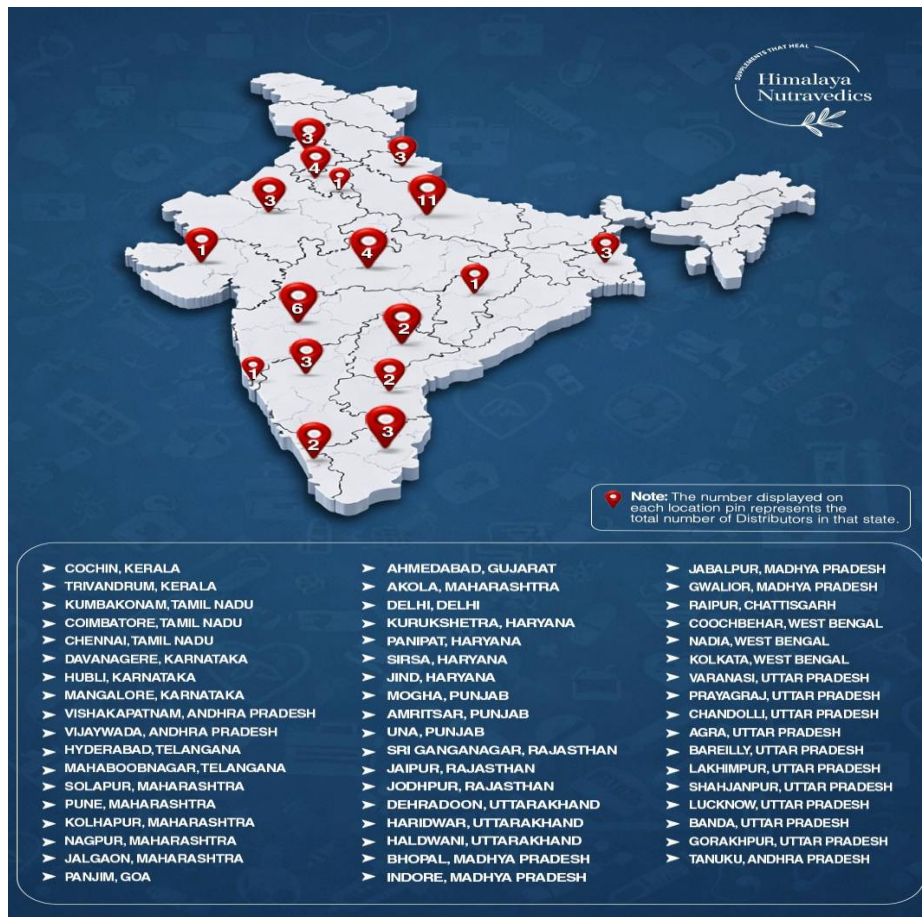 SUPPLEMENTS THAT HEAL
Himalaya
Nutravedics
3
3
4
1
3
11
1
4
3
1
6
2
3
1
2
3
2
Note: The number displayed on
each location pin represents the
total number of Distributors in that state.
COCHIN, KERALA
TRIVANDRUM, KERALA
KUMBAKONAM, TAMIL NADU
COIMBATORE, TAMIL NADU
CHENNAI, TAMIL NADU
DAVANAGERE, KARNATAKA
HUBLI, KARNATAKA
MANGALORE, KARNATAKA
VISHAKAPATNAM, ANDHRA PRADESH
VIJAYWADA, ANDHRA PRADESH
HYDERABAD, TELANGANA
MAHABOOBNAGAR, TELANGANA
SOLAPUR, MAHARASHTRA
PUNE, MAHARASHTRA
KOLHAPUR, MAHARASHTRA
NAGPUR, MAHARASHTRA
JALGAON, MAHARASHTRA
PANJIM, GOA
AHMEDABAD, GUJARAT
AKOLA, MAHARASHTRA
DELHI, DELHI
KURUKSHETRA, HARYANA
PANIPAT, HARYANA
SIRSA, HARYANA
JIND, HARYANA
MOGHA, PUNJAB
AMRITSAR, PUNJAB
UNA, PUNJAB
SRI GANGANAGAR, RAJASTHAN
JAIPUR, RAJASTHAN
JODHPUR, RAJASTHAN
DEHRADOON, UTTARAKHAND
HARIDWAR, UTTARAKHAND
HALDWANI, UTTARAKHAND
BHOPAL, MADHYA PRADESH
INDORE, MADHYA PRADESH
JABALPUR, MADHYA PRADESH
GWALIOR, MADHYA PRADESH
RAIPUR, CHATTISGARH
COOCHBEHAR, WEST BENGAL
NADIA, WEST BENGAL
KOLKATA, WEST BENGAL
VARANASI, UTTAR PRADESH
PRAYAGRAJ, UTTAR PRADESH
CHANDOLLI, UTTAR PRADESH
AGRA, UTTAR PRADESH
BAREILLY, UTTAR PRADESH
LAKHIMPUR, UTTAR PRADESH
SHAHJANPUR, UTTAR PRADESH
LUCKNOW, UTTAR PRADESH
BANDA, UTTAR PRADESH
GORAKHPUR, UTTAR PRADESH
TANUKU, ANDHRA PRADESH